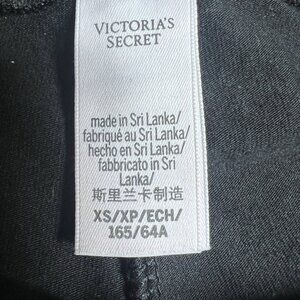 VICTORIA'S
SECRET
made in Sri Lanka/
fabriqué au Sri Lanka/
hecho en Sri Lanka/
fabbricato in Sri
Lanka/
斯里兰卡制造
XS/XP/ECH/
165/64A